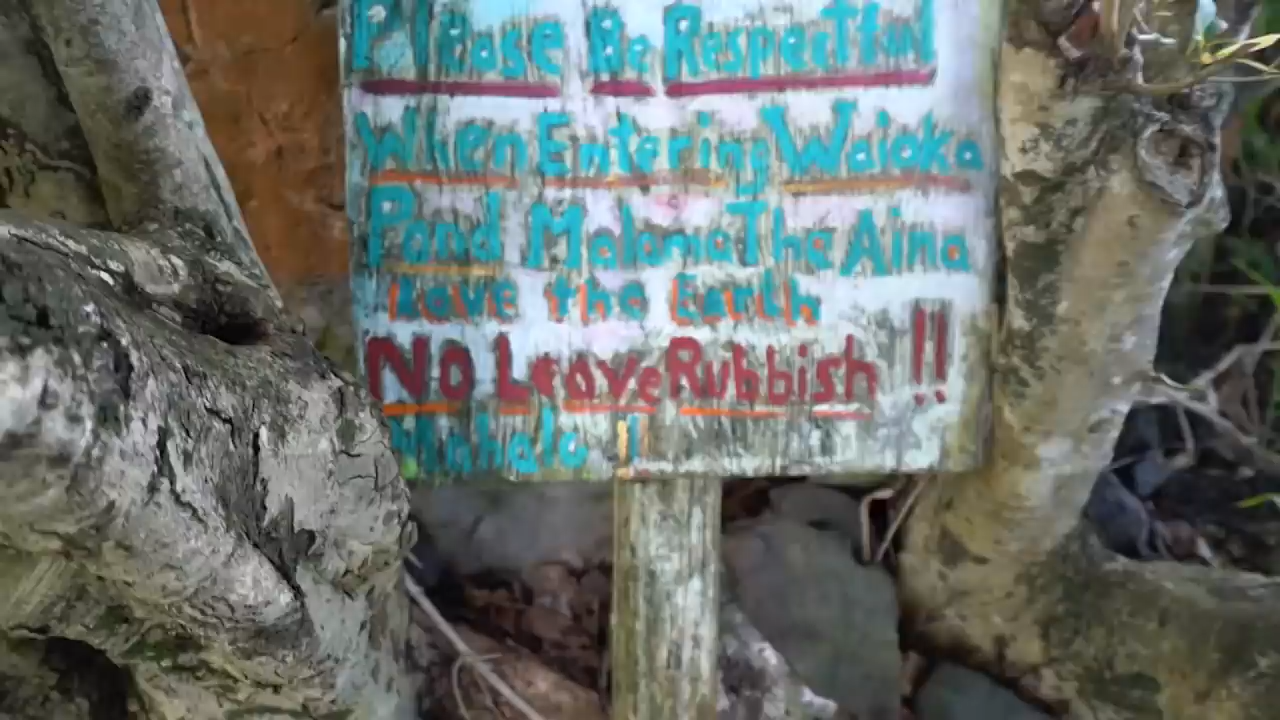 Please Be Respectful
When Entering Waioka
Pond Malama The Aina
Love the Earth
No Leave Rubbish !!
Mahalo !!